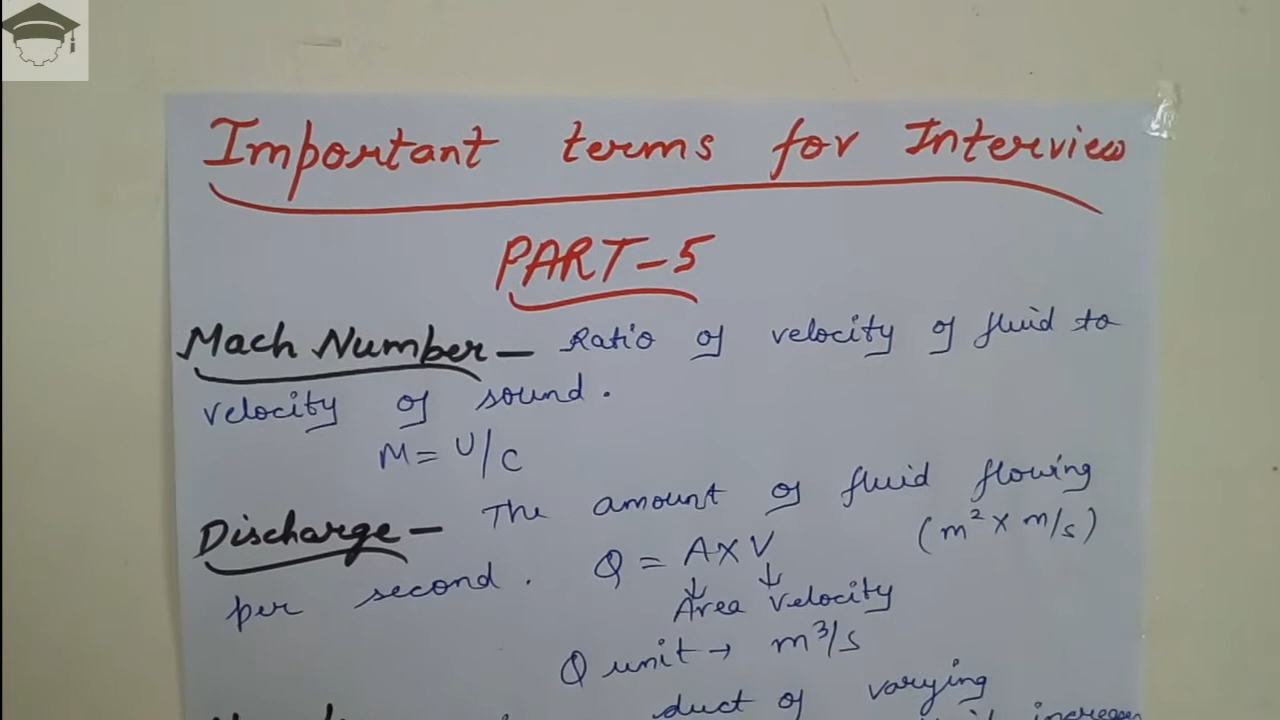 Important terms for Interview
PART-5
Mach Number - Ratio of velocity of fluid to
velocity of sound.
M = U/C
Discharge - The amount of fluid flowing
per second. Q = A x V (m² x m/s)
↓ ↓
Area Velocity
Q unit → m³/s
duct of varying